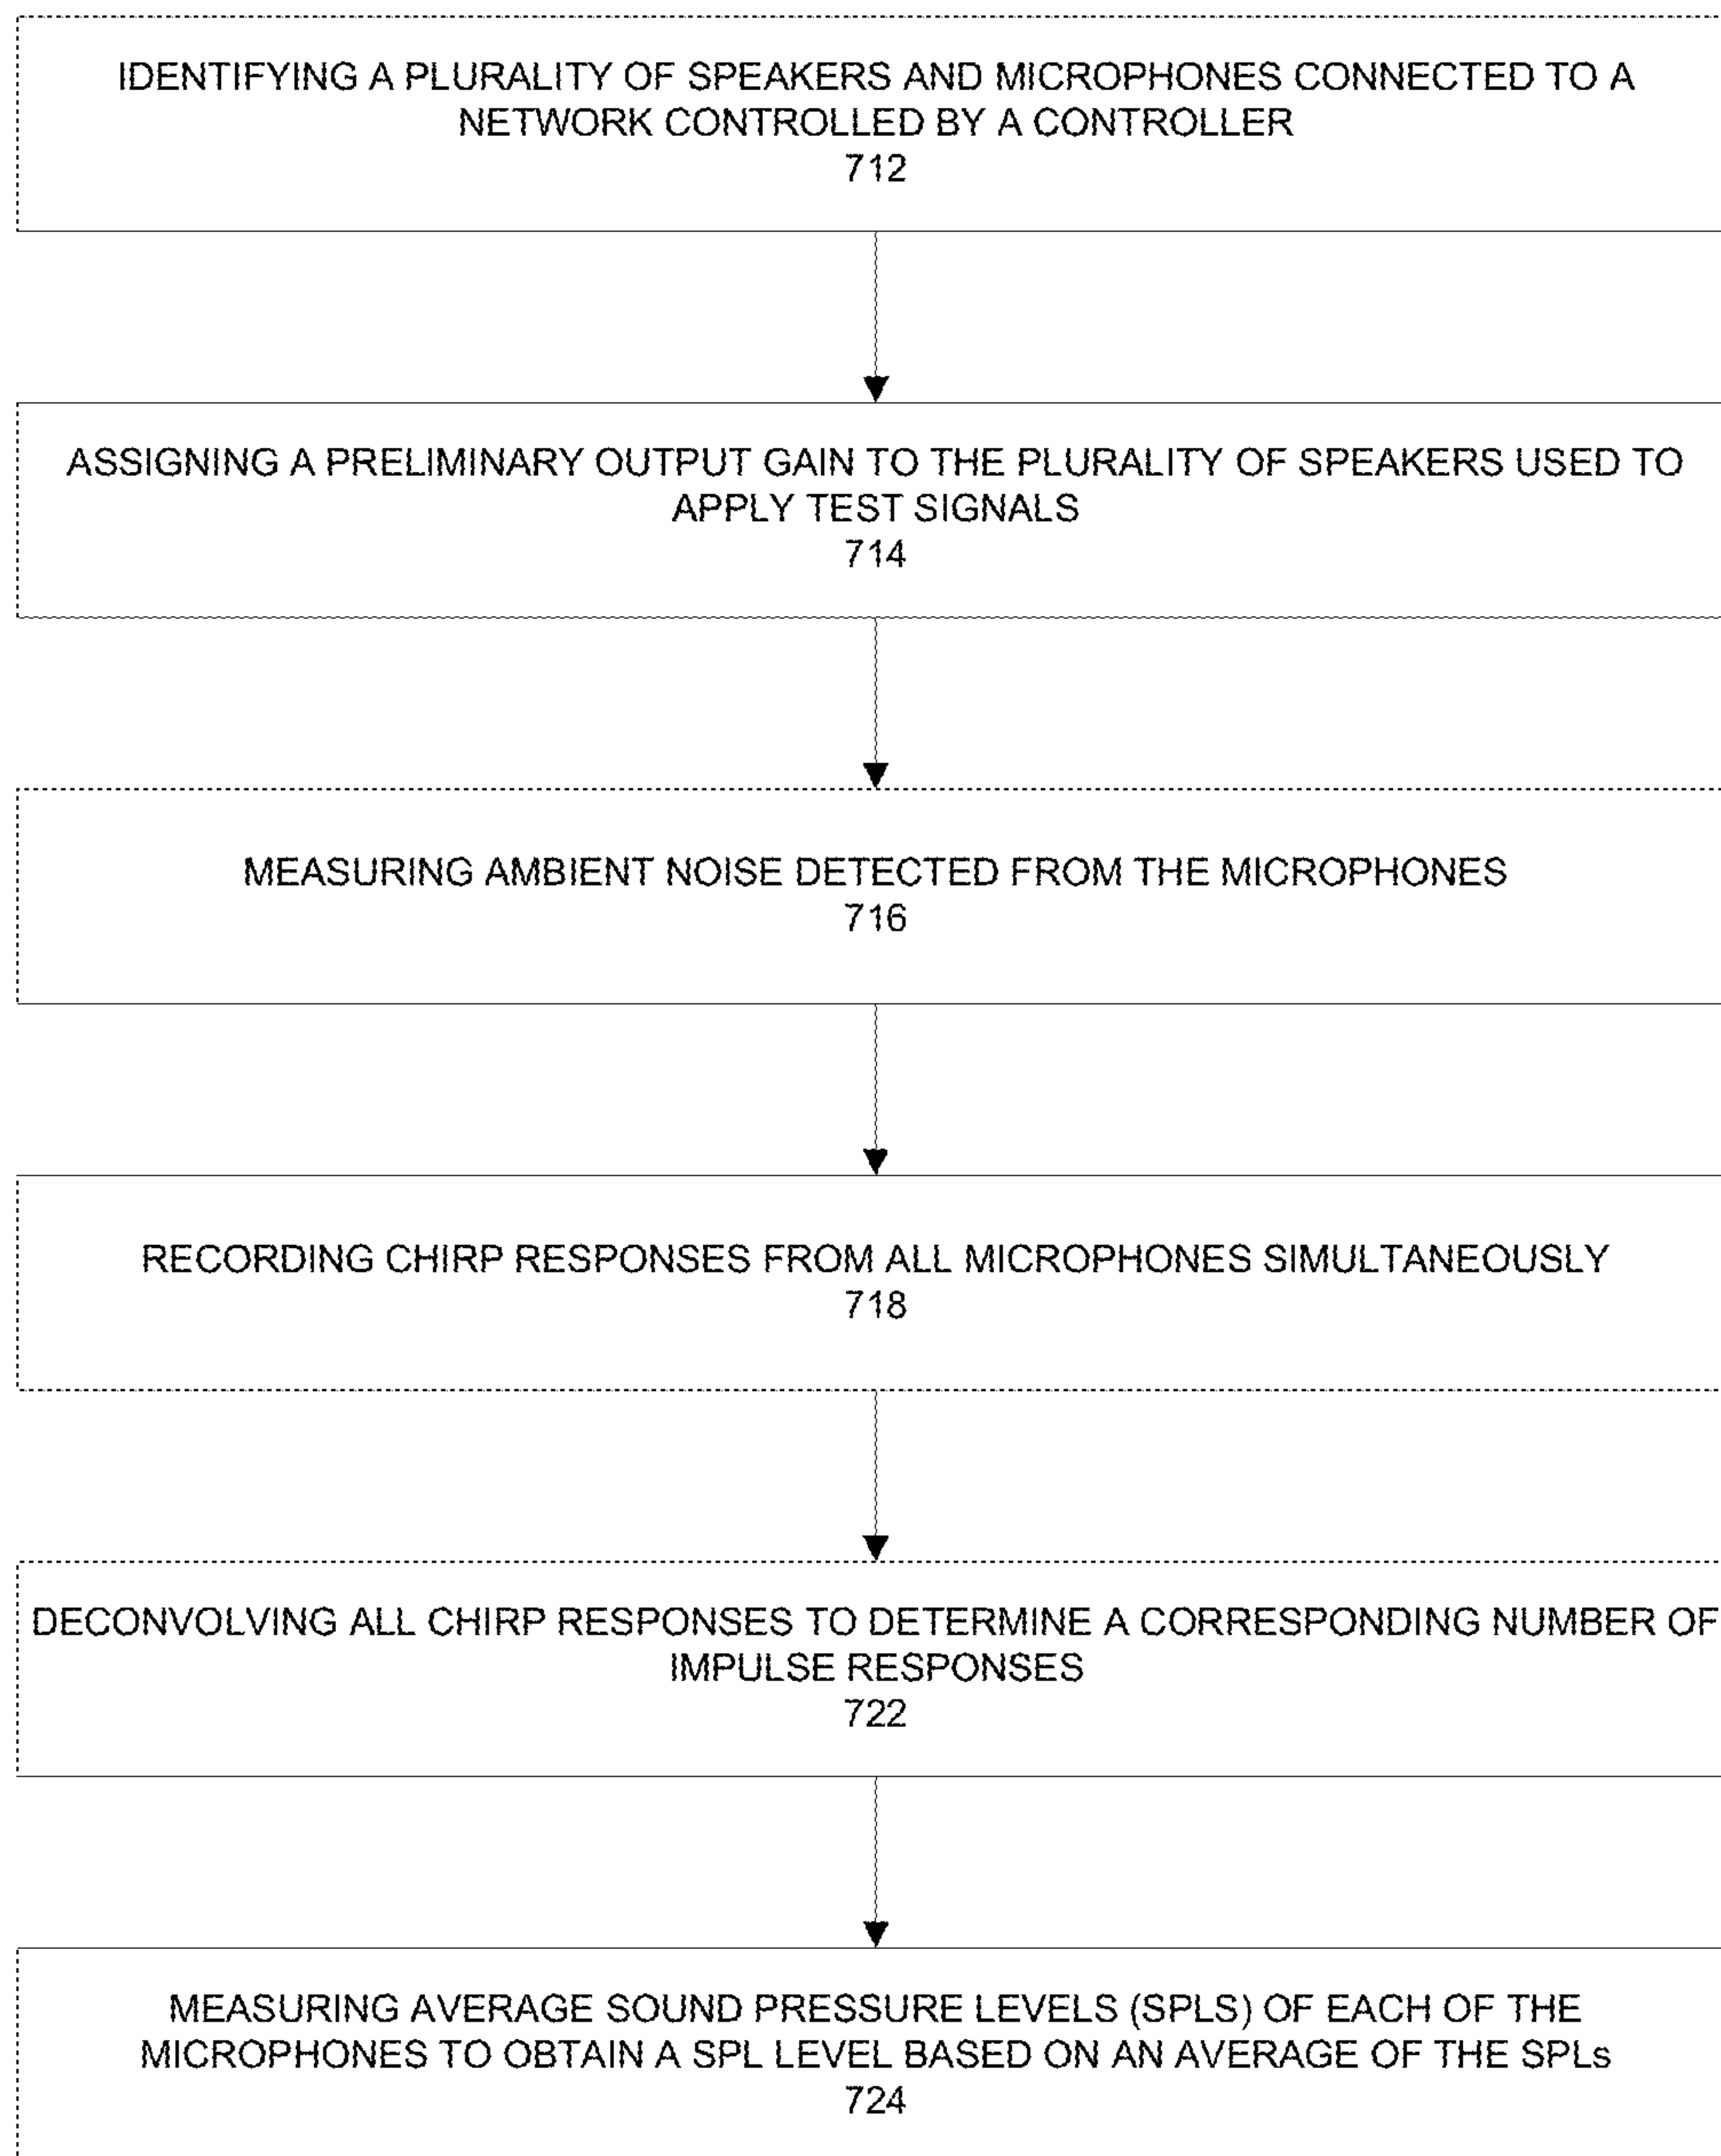 IDENTIFYING A PLURALITY OF SPEAKERS AND MICROPHONES CONNECTED TO A
NETWORK CONTROLLED BY A CONTROLLER
712
ASSIGNING A PRELIMINARY OUTPUT GAIN TO THE PLURALITY OF SPEAKERS USED TO
APPLY TEST SIGNALS
714
MEASURING AMBIENT NOISE DETECTED FROM THE MICROPHONES
716
RECORDING CHIRP RESPONSES FROM ALL MICROPHONES SIMULTANEOUSLY
718
DECONVOLVING ALL CHIRP RESPONSES TO DETERMINE A CORRESPONDING NUMBER OF
IMPULSE RESPONSES
722
MEASURING AVERAGE SOUND PRESSURE LEVELS (SPLS) OF EACH OF THE
MICROPHONES TO OBTAIN A SPL LEVEL BASED ON AN AVERAGE OF THE SPLs
724